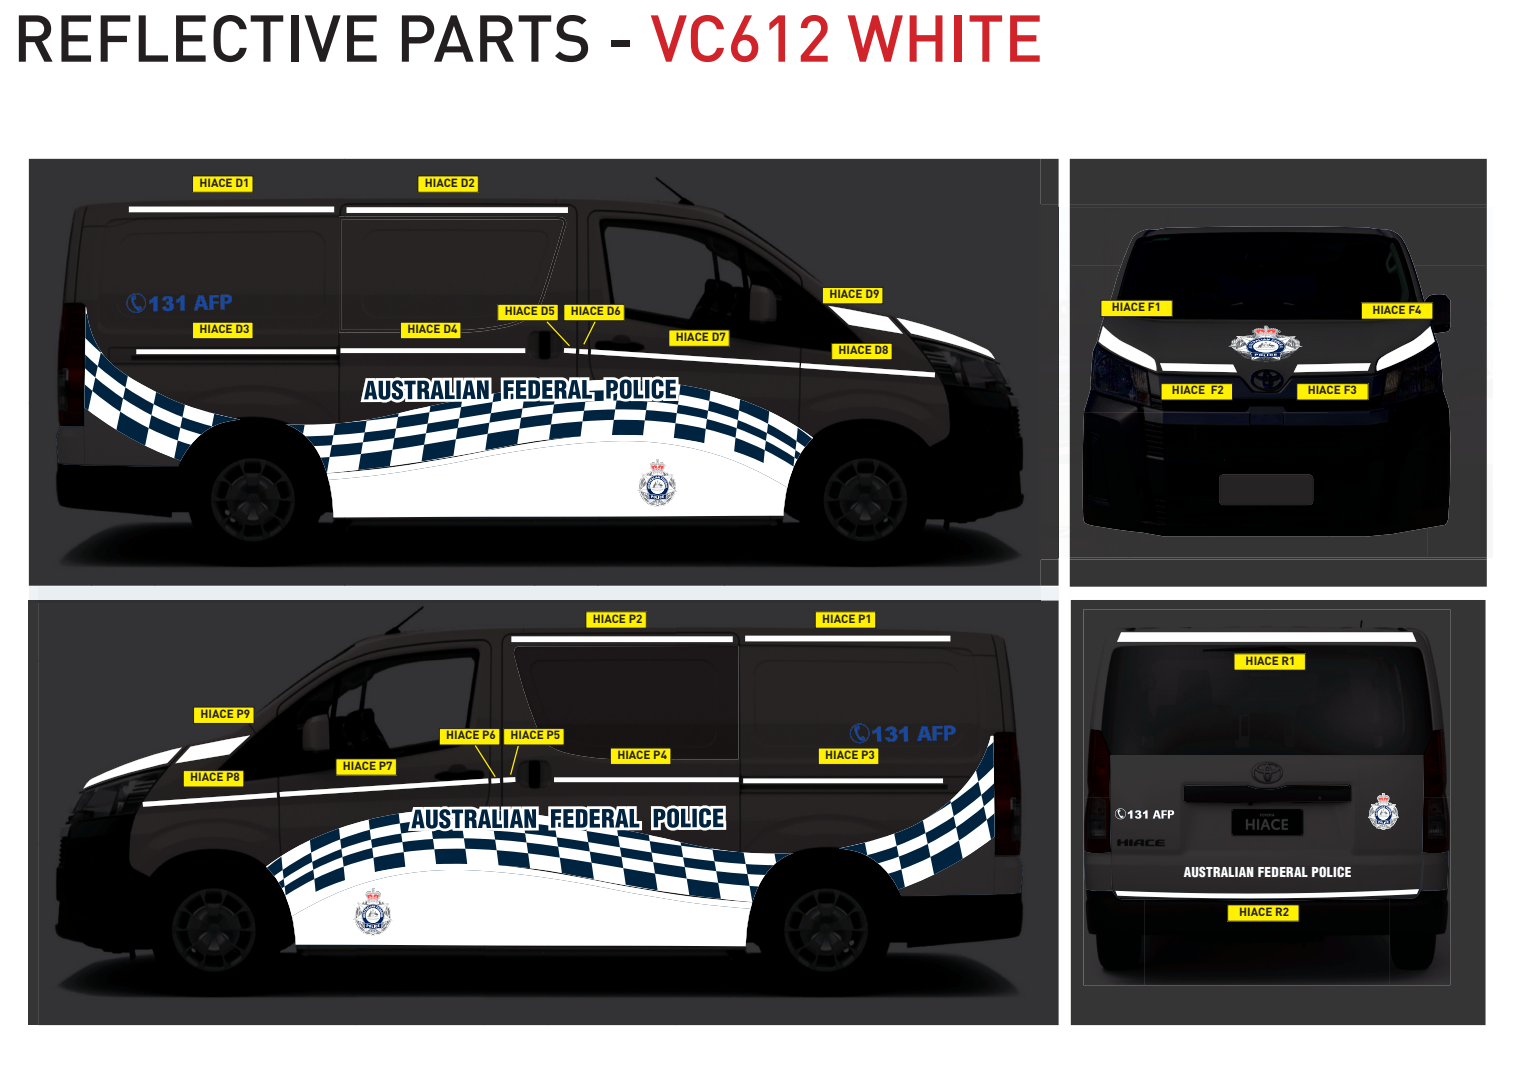 REFLECTIVE PARTS - VC612 WHITE
HIACE D1
HIACE D2
131 AFP
HIACE D3
HIACE D4
HIACE D5
HIACE D6
HIACE D7
HIACE D9
HIACE D8
AUSTRALIAN FEDERAL POLICE
HIACE F1
HIACE F4
POLICE
HIACE F2
HIACE F3
HIACE P2
HIACE P1
HIACE P9
HIACE P6
HIACE P5
131 AFP
HIACE P8
HIACE P7
HIACE P4
HIACE P3
AUSTRALIAN FEDERAL POLICE
HIACE R1
131 AFP
HIACE
HIACE
AUSTRALIAN FEDERAL POLICE
HIACE R2